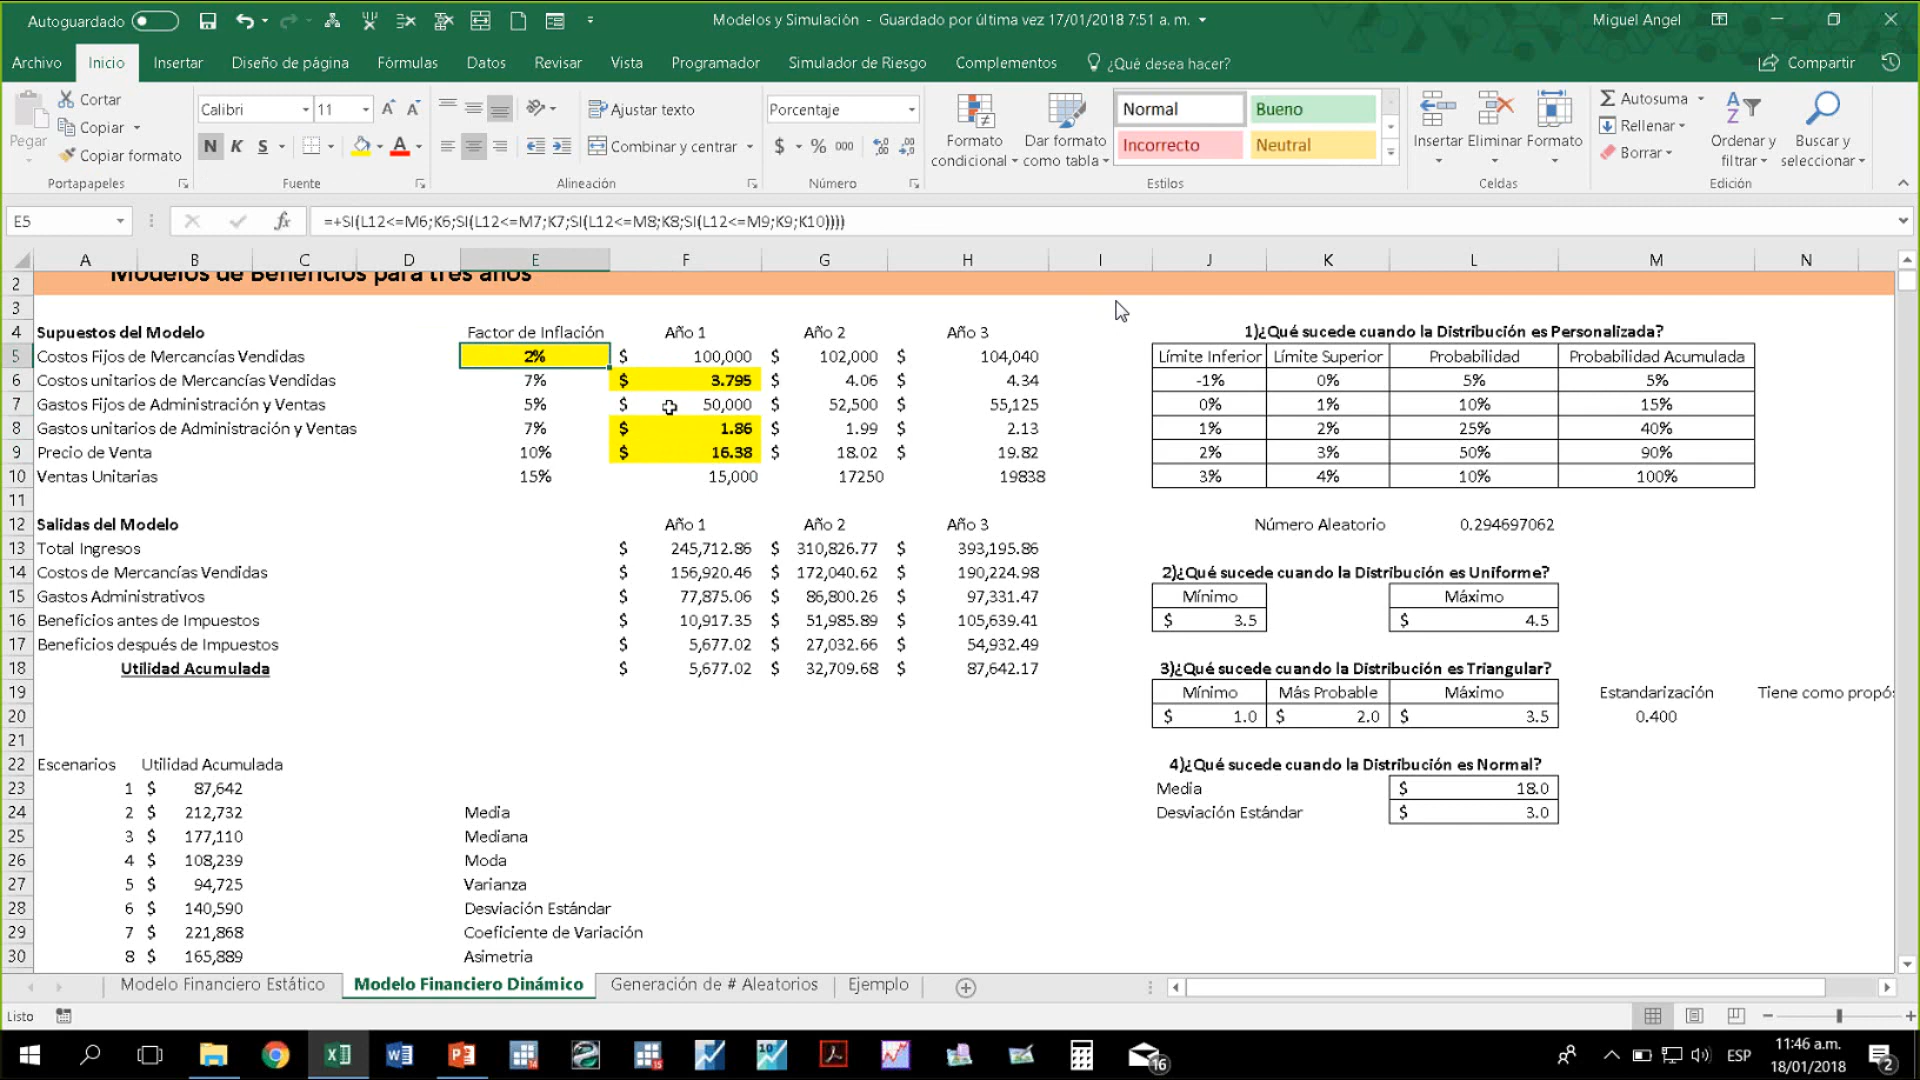 Autoguardado
Modelos y Simulación - Guardado por última vez 17/01/2018 7:51 a. m.
Miguel Angel
Archivo Inicio Insertar Diseño de página Fórmulas Datos Revisar Vista Programador Simulador de Riesgo Complementos ¿Qué desea hacer? Compartir
Pegar
Cortar
Copiar
Copiar formato
Portapapeles
Calibri 11
N K S
Fuente
Ajustar texto
Combinar y centrar
Alineación
Porcentaje
$ % 000
Número
Formato condicional
Dar formato como tabla
Normal Bueno
Incorrecto Neutral
Estilos
Insertar Eliminar Formato
Celdas
Autosuma
Rellenar
Borrar
Ordenar y filtrar
Buscar y seleccionar
Edición
E5 fx =+SI(L12<=M6;K6;SI(L12<=M7;K7;SI(L12<=M8;K8;SI(L12<=M9;K9;K10))))
A B C D E F G H I J K L M N
2 Modelos de Beneficios para tres años
3
4 Supuestos del Modelo Factor de Inflación Año 1 Año 2 Año 3 1)¿Qué sucede cuando la Distribución es Personalizada?
5 Costos Fijos de Mercancías Vendidas 2% $ 100,000 $ 102,000 $ 104,040 Límite Inferior Límite Superior Probabilidad Probabilidad Acumulada
6 Costos unitarios de Mercancías Vendidas 7% $ 3.795 $ 4.06 $ 4.34 -1% 0% 5% 5%
7 Gastos Fijos de Administración y Ventas 5% $ 50,000 $ 52,500 $ 55,125 0% 1% 10% 15%
8 Gastos unitarios de Administración y Ventas 7% $ 1.86 $ 1.99 $ 2.13 1% 2% 25% 40%
9 Precio de Venta 10% $ 16.38 $ 18.02 $ 19.82 2% 3% 50% 90%
10 Ventas Unitarias 15% 15,000 17250 19838 3% 4% 10% 100%
11
12 Salidas del Modelo Año 1 Año 2 Año 3 Número Aleatorio 0.294697062
13 Total Ingresos $ 245,712.86 $ 310,826.77 $ 393,195.86
14 Costos de Mercancías Vendidas $ 156,920.46 $ 172,040.62 $ 190,224.98 2)¿Qué sucede cuando la Distribución es Uniforme?
15 Gastos Administrativos $ 77,875.06 $ 86,800.26 $ 97,331.47 Mínimo Máximo
16 Beneficios antes de Impuestos $ 10,917.35 $ 51,985.89 $ 105,639.41 $ 3.5 $ 4.5
17 Beneficios después de Impuestos $ 5,677.02 $ 27,032.66 $ 54,932.49
18 Utilidad Acumulada $ 5,677.02 $ 32,709.68 $ 87,642.17 3)¿Qué sucede cuando la Distribución es Triangular?
19 Mínimo Más Probable Máximo Estandarización Tiene como propós
20 $ 1.0 $ 2.0 $ 3.5 0.400
21
22 Escenarios Utilidad Acumulada 4)¿Qué sucede cuando la Distribución es Normal?
23 1 $ 87,642 Media $ 18.0
24 2 $ 212,732 Media Desviación Estándar $ 3.0
25 3 $ 177,110 Mediana
26 4 $ 108,239 Moda
27 5 $ 94,725 Varianza
28 6 $ 140,590 Desviación Estándar
29 7 $ 221,868 Coeficiente de Variación
30 8 $ 165,889 Asimetria
Modelo Financiero Estático Modelo Financiero Dinámico Generación de # Aleatorios Ejemplo
Listo
16 ESP 11:46 a.m.
18/01/2018 2